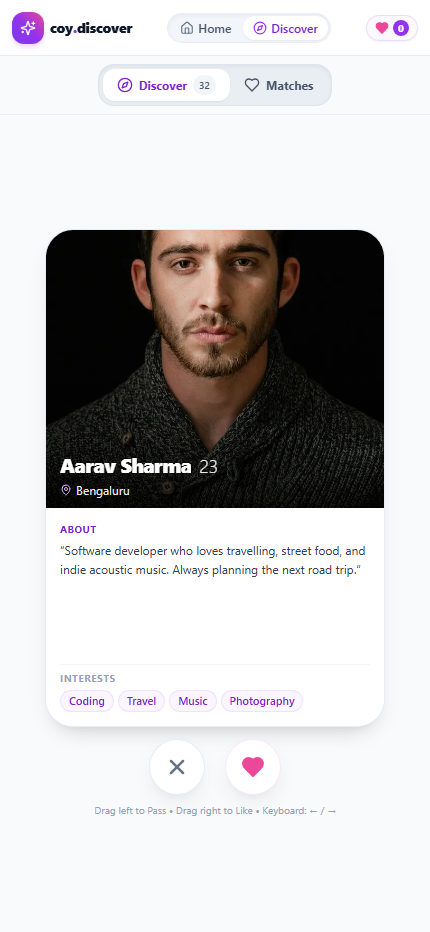 coy.discover
Home
Discover
0
Discover 32
Matches
Aarav Sharma 23
Bengaluru
ABOUT
“Software developer who loves travelling, street food, and
indie acoustic music. Always planning the next road trip.”
INTERESTS
Coding
Travel
Music
Photography
Drag left to Pass • Drag right to Like • Keyboard: ← / →